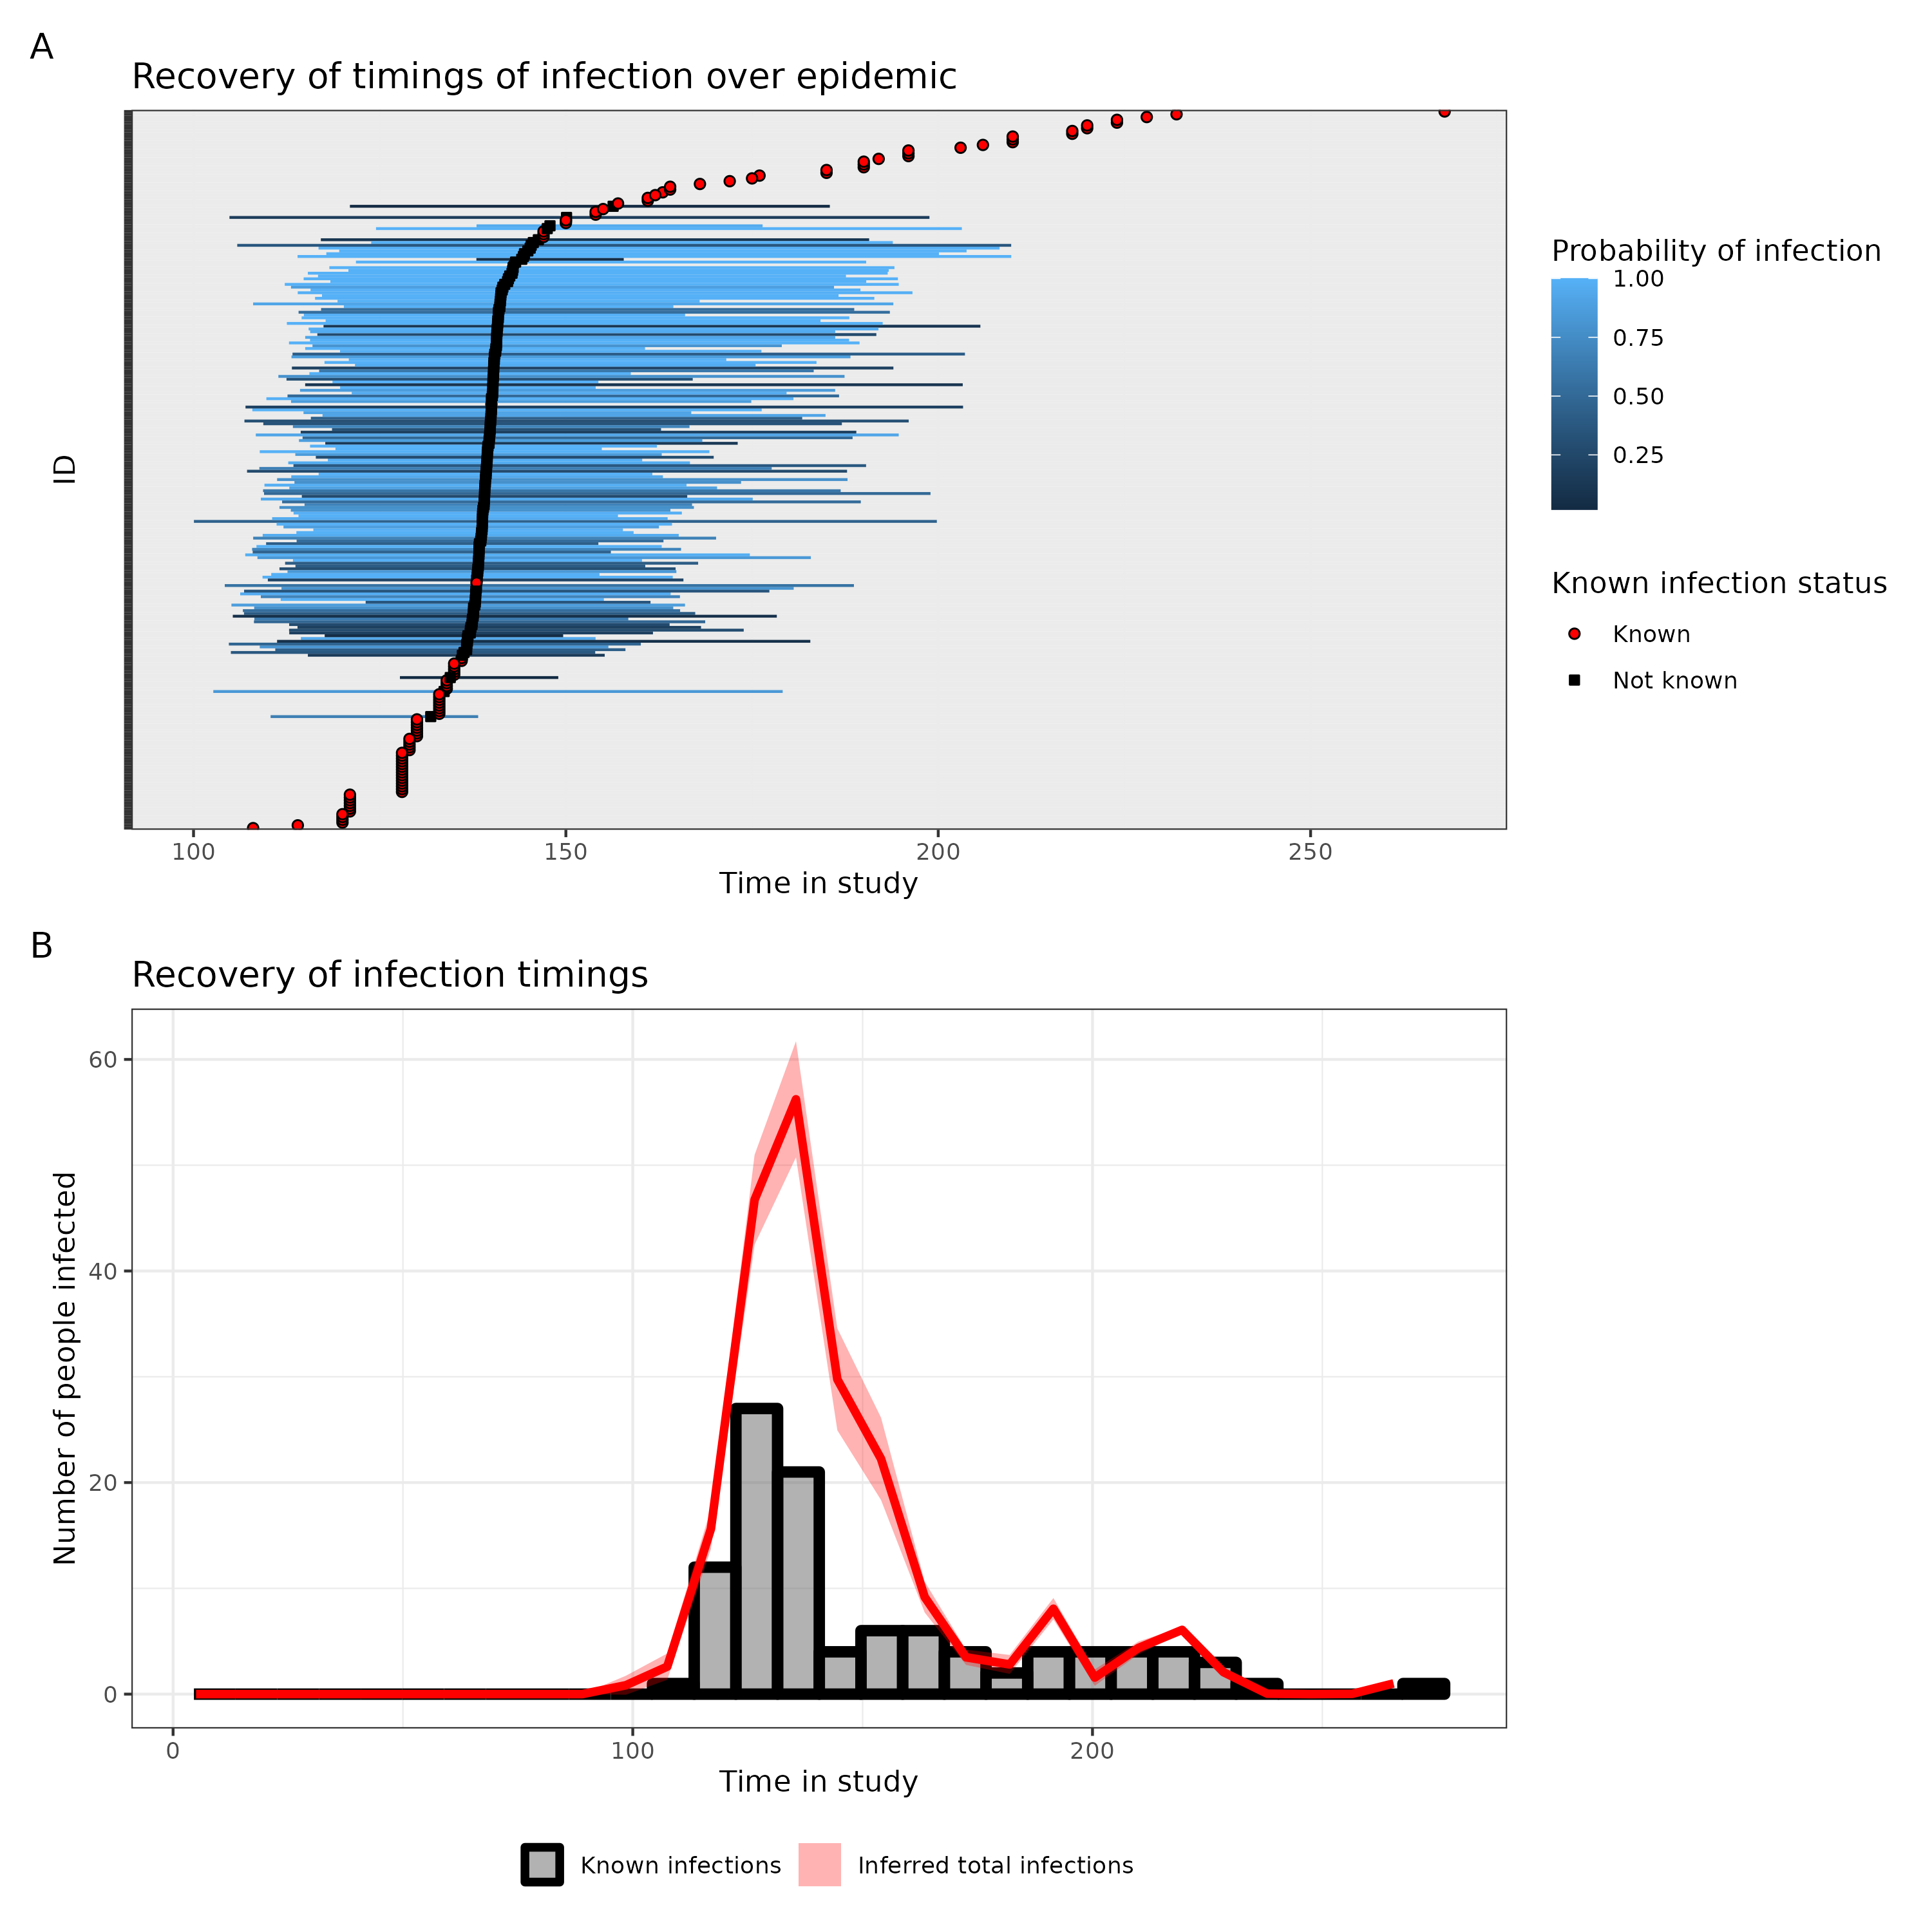 A
Recovery of timings of infection over epidemic
ID
100 150 200 250
Time in study
Probability of infection
1.00
0.75
0.50
0.25
Known infection status
Known
Not known
B
Recovery of infection timings
Number of people infected
60
40
20
0
0 100 200
Time in study
Known infections Inferred total infections